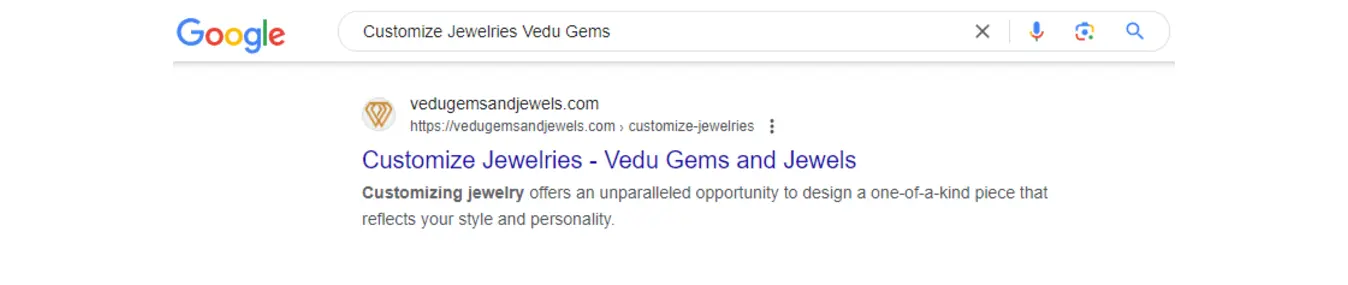 Google
Customize Jewelries Vedu Gems
vedugemsandjewels.com
https://vedugemsandjewels.com › customize-jewelries
Customize Jewelries - Vedu Gems and Jewels
Customizing jewelry offers an unparalleled opportunity to design a one-of-a-kind piece that
reflects your style and personality.